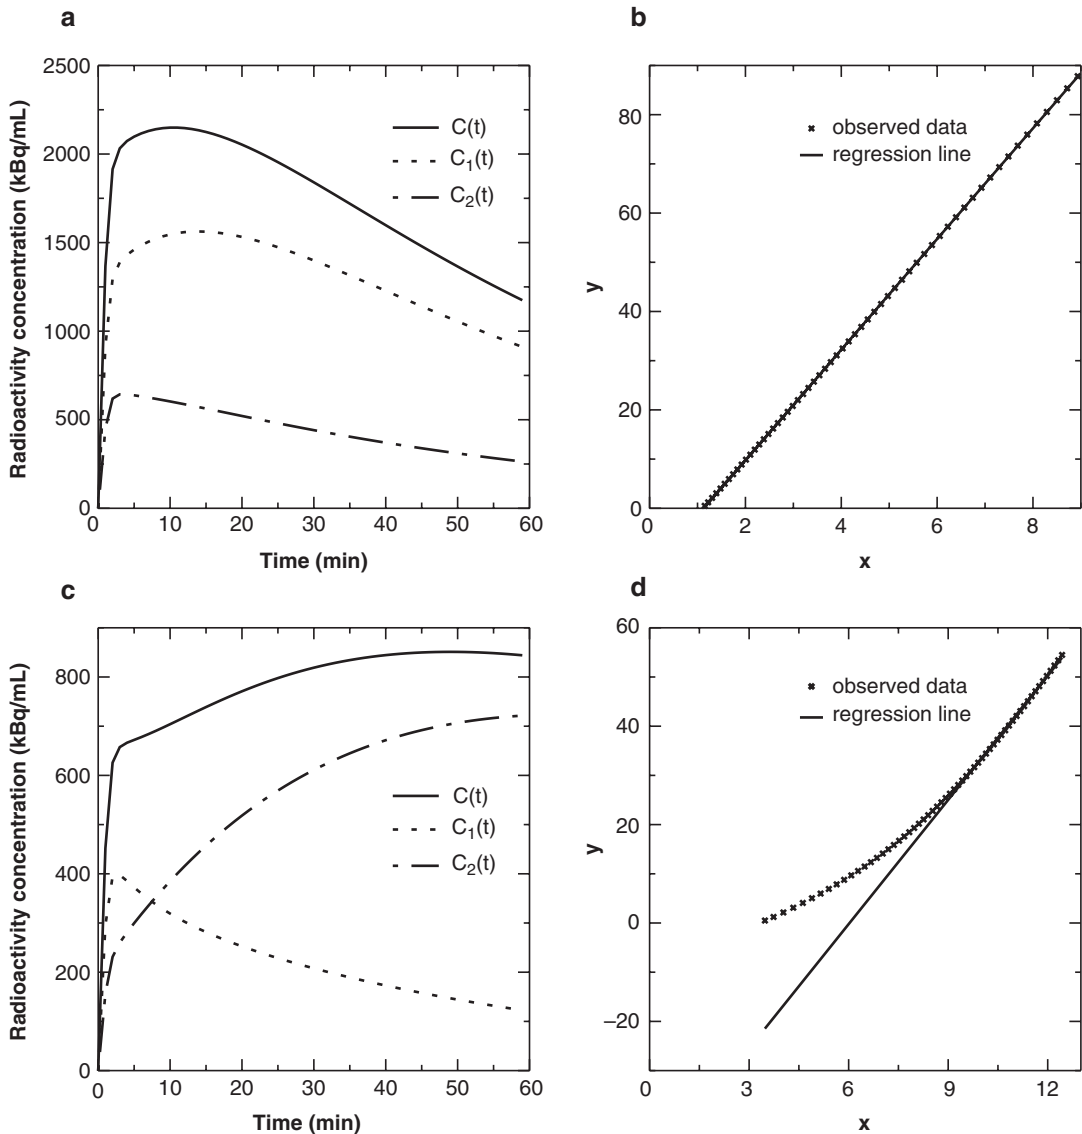 a
Radioactivity concentration (kBq/mL)
2500
2000
1500
1000
500
0
0 10 20 30 40 50 60
Time (min)
C(t)
C1(t)
C2(t)
b
y
80
60
40
20
0
0 2 4 6 8
x
observed data
regression line
c
Radioactivity concentration (kBq/mL)
800
600
400
200
0
0 10 20 30 40 50 60
Time (min)
C(t)
C1(t)
C2(t)
d
y
60
40
20
0
–20
0 3 6 9 12
x
observed data
regression line